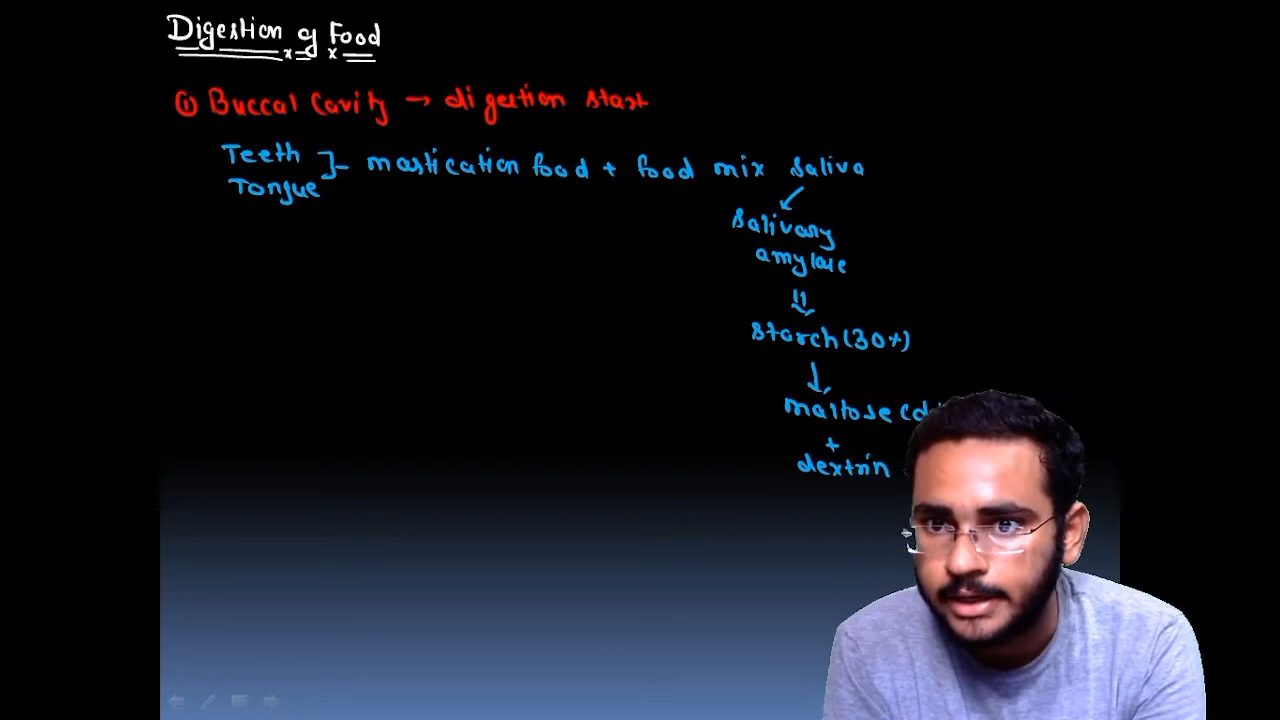 Digestion of Food
① Buccal Cavity → digestion start
Teeth
Tongue
mastication food + food mix saliva
Salivary
amylase
Starch (30%)
maltose (di
+
dextrin